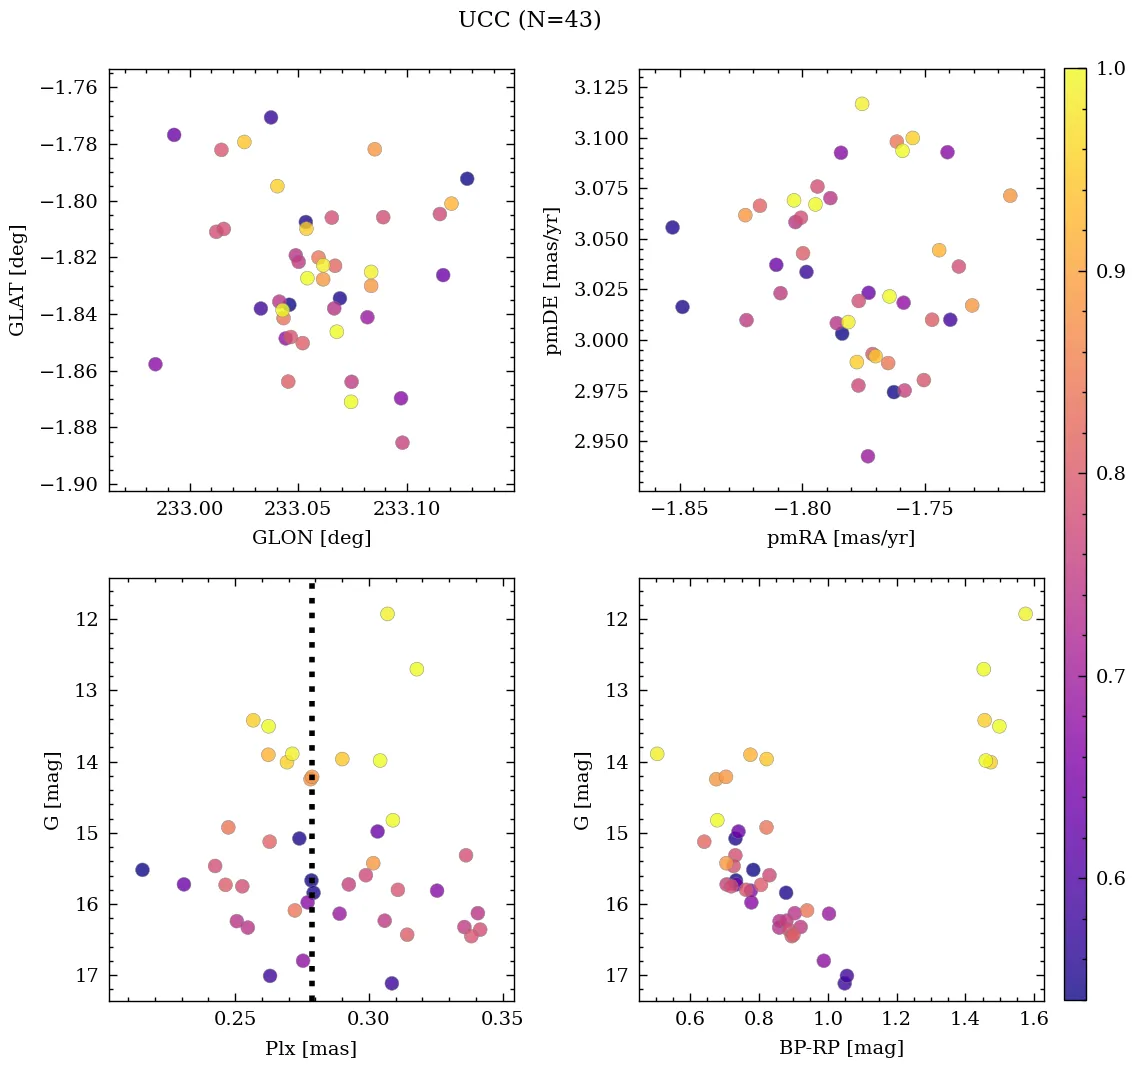 UCC (N=43)
−1.76
−1.78
−1.80
−1.82
−1.84
−1.86
−1.88
−1.90
GLAT [deg]
233.00 233.05 233.10
GLON [deg]
3.125
3.100
3.075
3.050
3.025
3.000
2.975
2.950
pmDE [mas/yr]
−1.85 −1.80 −1.75
pmRA [mas/yr]
12
13
14
15
16
17
G [mag]
0.25 0.30 0.35
Plx [mas]
12
13
14
15
16
17
G [mag]
0.6 0.8 1.0 1.2 1.4 1.6
BP-RP [mag]
1.0
0.9
0.8
0.7
0.6